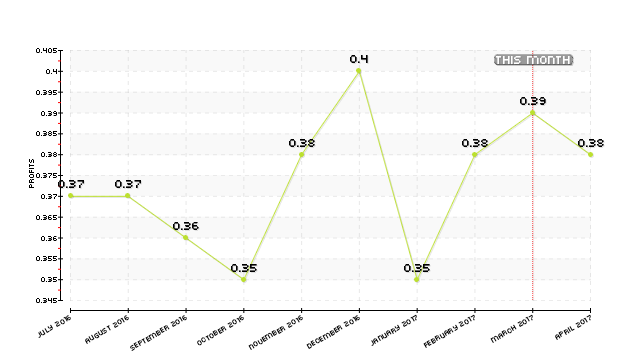 0.405
0.4
0.395
0.39
0.385
0.38
0.375
0.37
0.365
0.36
0.355
0.35
0.345
PROFITS
THIS MONTH
0.37
0.37
0.36
0.35
0.38
0.4
0.35
0.38
0.39
0.38
JULY 2016
AUGUST 2016
SEPTEMBER 2016
OCTOBER 2016
NOVEMBER 2016
DECEMBER 2016
JANUARY 2017
FEBRUARY 2017
MARCH 2017
APRIL 2017